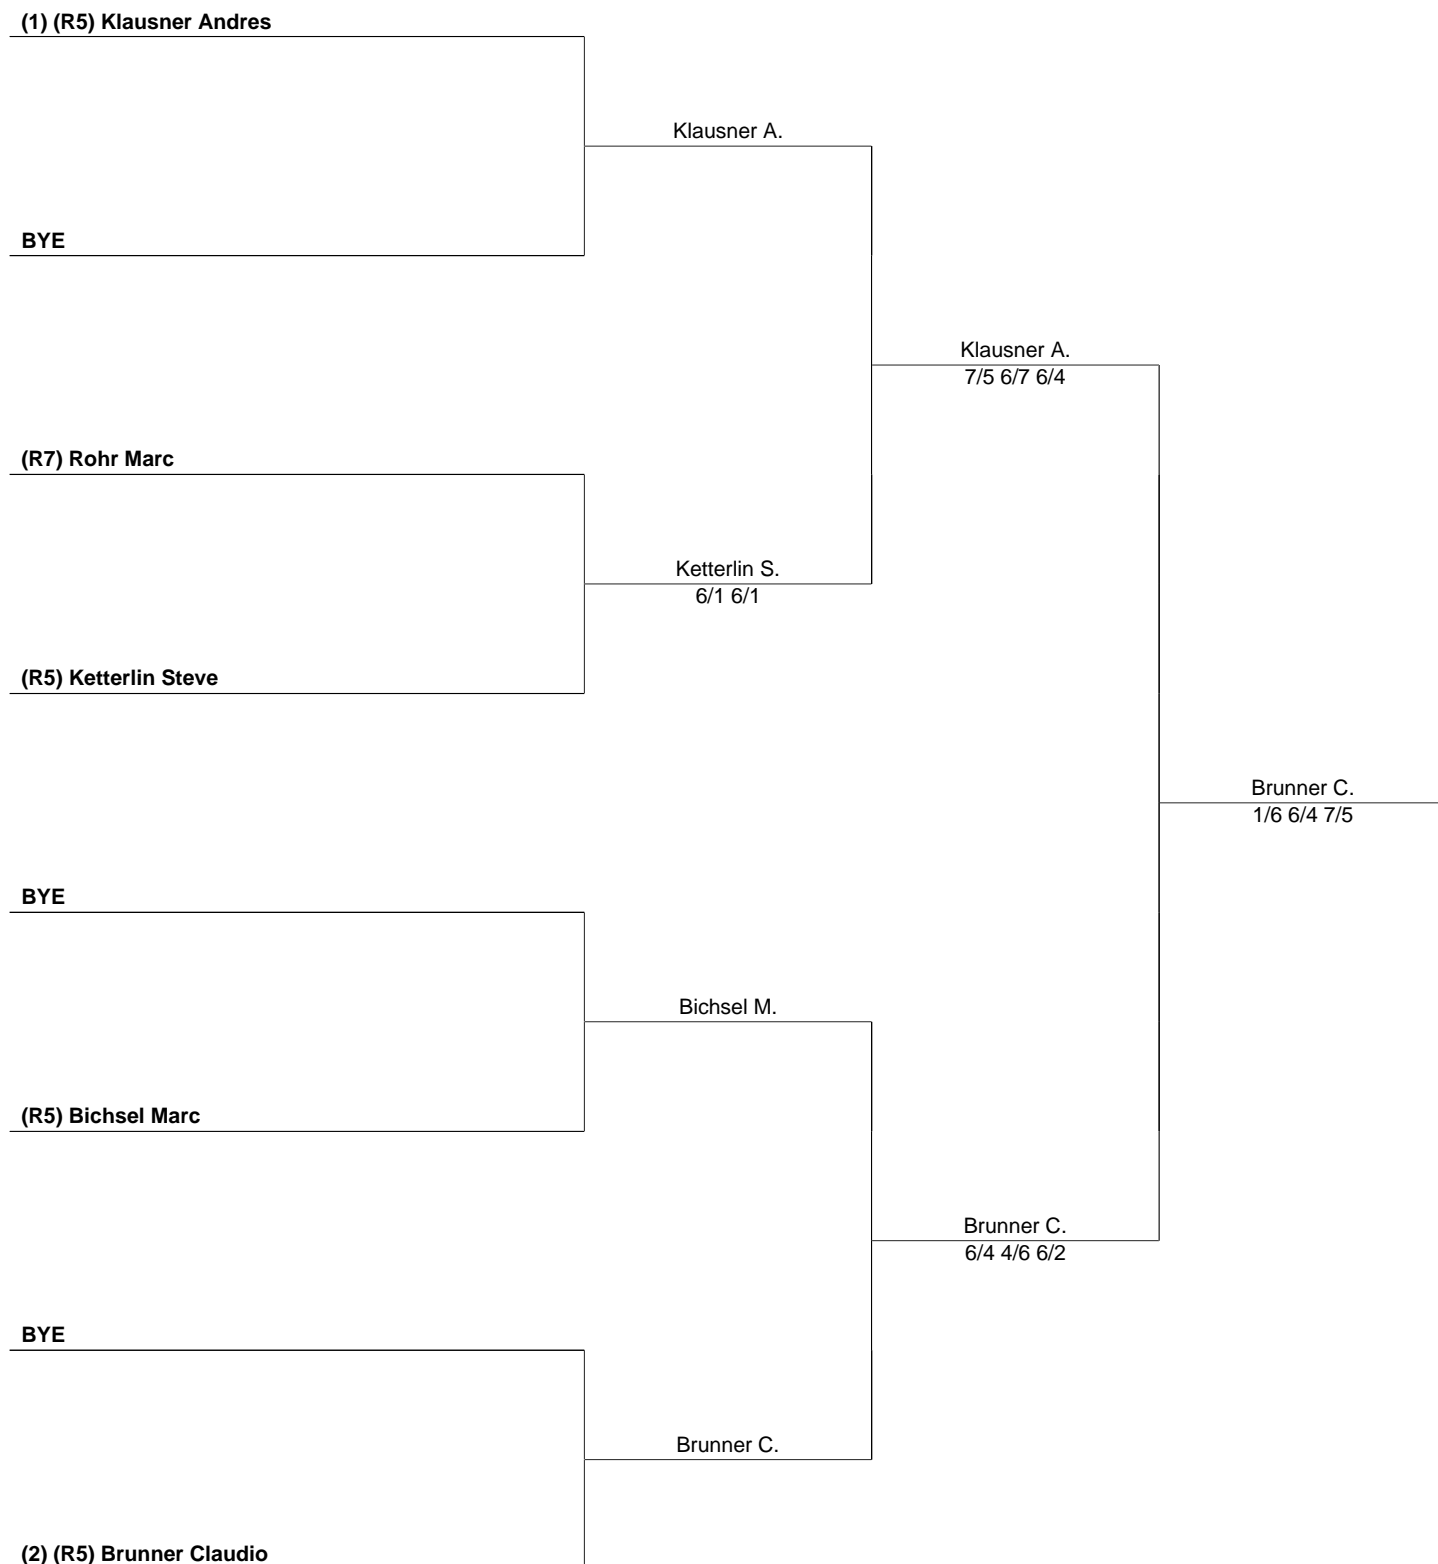 (1) (R5) Klausner Andres
Klausner A.
BYE
Klausner A.
7/5 6/7 6/4
(R7) Rohr Marc
Ketterlin S.
6/1 6/1
(R5) Ketterlin Steve
Brunner C.
1/6 6/4 7/5
BYE
Bichsel M.
(R5) Bichsel Marc
Brunner C.
6/4 4/6 6/2
BYE
Brunner C.
(2) (R5) Brunner Claudio